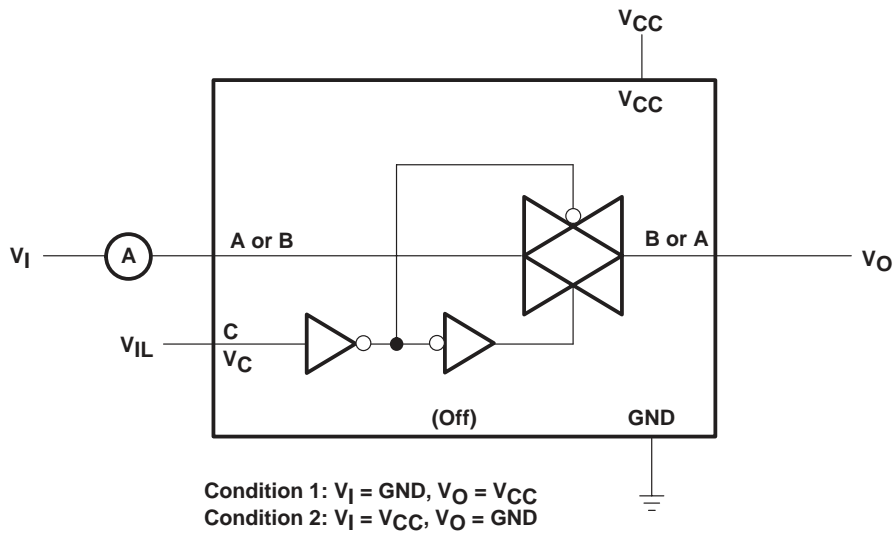 VCC
VCC
A or B
B or A
VI
A
VO
VIL
C
VC
(Off)
GND
Condition 1: VI = GND, VO = VCC
Condition 2: VI = VCC, VO = GND